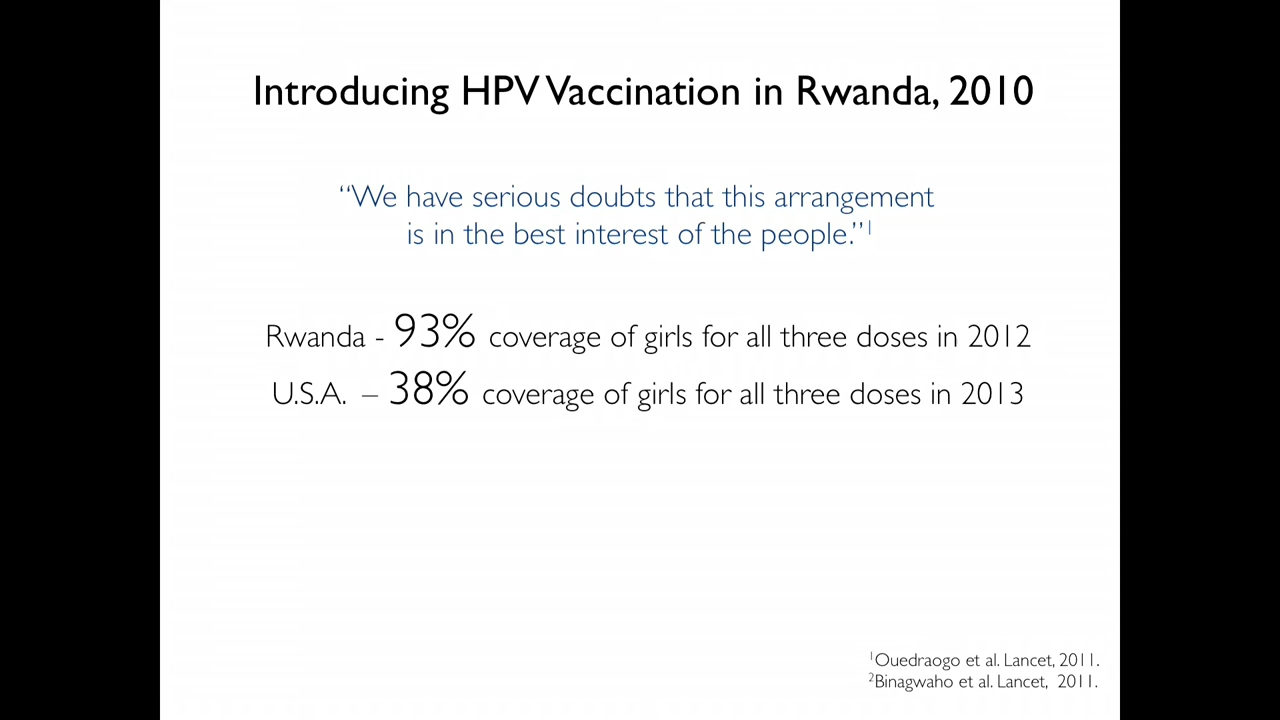 Introducing HPV Vaccination in Rwanda, 2010
“We have serious doubts that this arrangement
is in the best interest of the people.”1
Rwanda - 93% coverage of girls for all three doses in 2012
U.S.A. – 38% coverage of girls for all three doses in 2013
1Ouedraogo et al. Lancet, 2011.
2Binagwaho et al. Lancet, 2011.